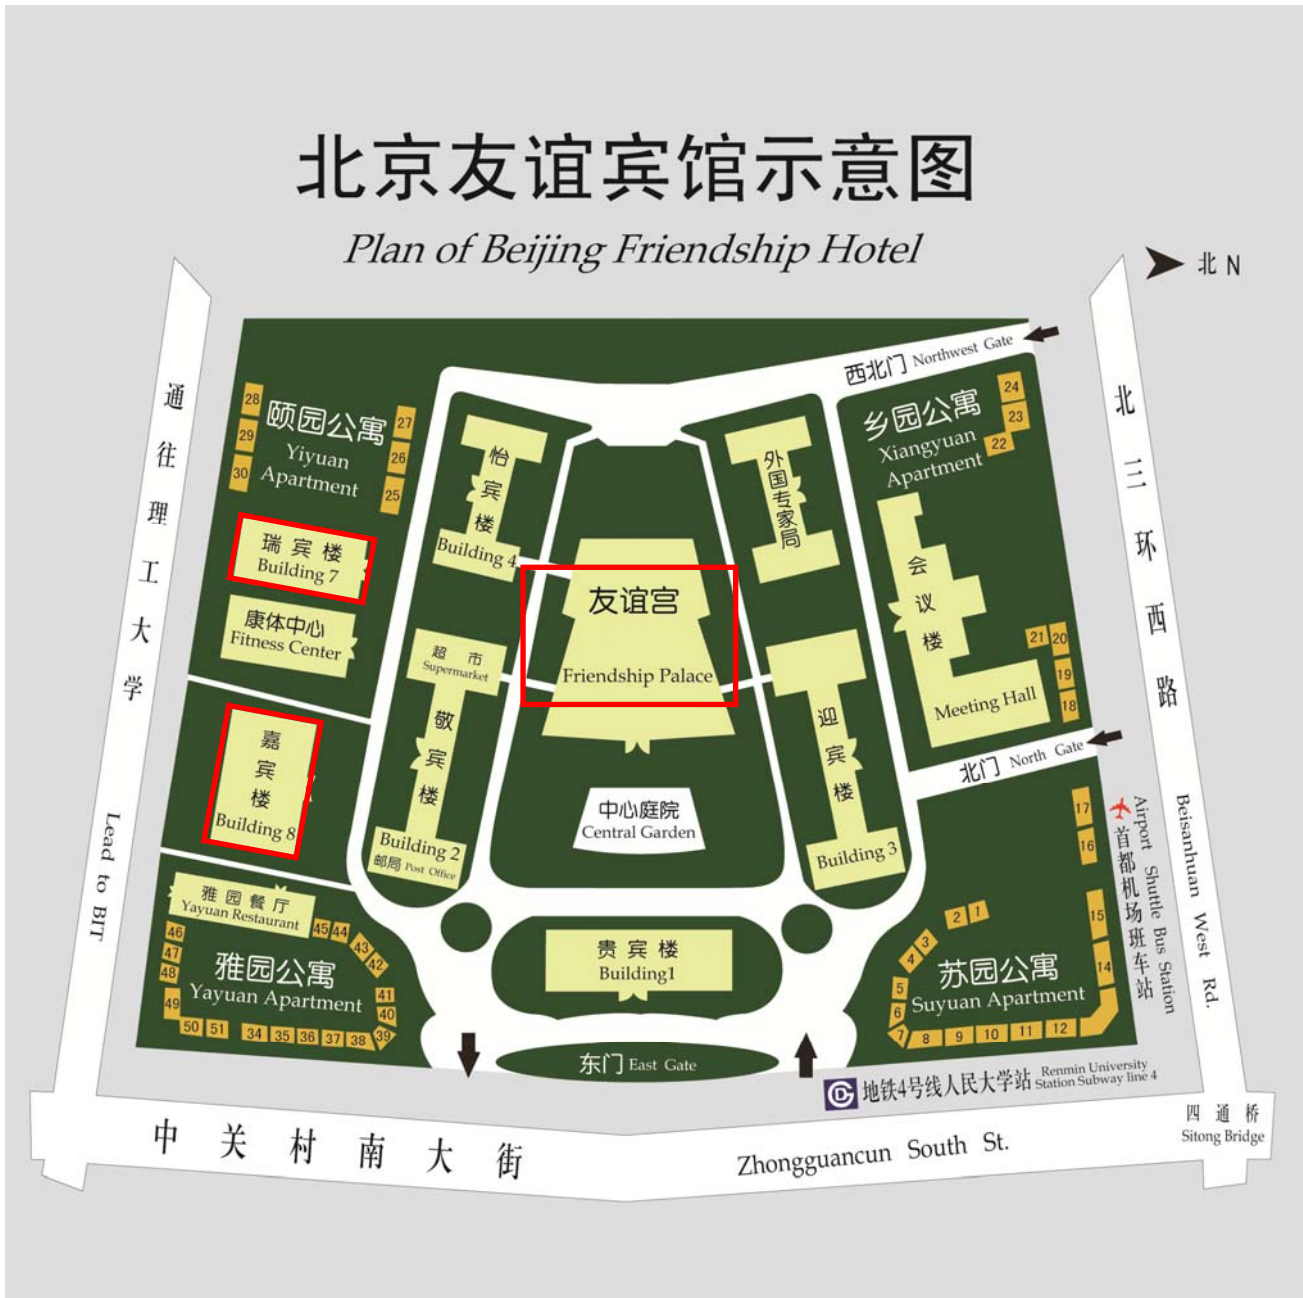 北京友谊宾馆示意图
Plan of Beijing Friendship Hotel
北 N
西北门 Northwest Gate
通往理工大学
Lead to BIT
北三环西路
Beisanhuan West Rd.
28
29
30
颐园公寓
Yiyuan
Apartment
27
26
25
怡宾楼
Building 4
外国专家局
乡园公寓
Xiangyuan
Apartment
24
23
22
瑞宾楼
Building 7
康体中心
Fitness Center
友谊宫
Friendship Palace
会议楼
Meeting Hall
21
20
19
18
超市
Supermarket
敬宾楼
Building 2
邮局 Post Office
迎宾楼
Building 3
嘉宾楼
Building 8
中心庭院
Central Garden
北门 North Gate
首都机场班车站
Airport Shuttle Bus Station
雅园餐厅
Yayuan Restaurant
贵宾楼
Building1
雅园公寓
Yayuan Apartment
45
44
43
42
41
40
39
38
37
36
35
34
51
50
49
48
47
46
苏园公寓
Suyuan Apartment
17
16
15
14
12
11
10
9
8
7
6
5
4
3
2
1
东门 East Gate
地铁4号线人民大学站
Renmin University
Station Subway line 4
中关村南大街
Zhongguancun South St.
四通桥
Sitong Bridge